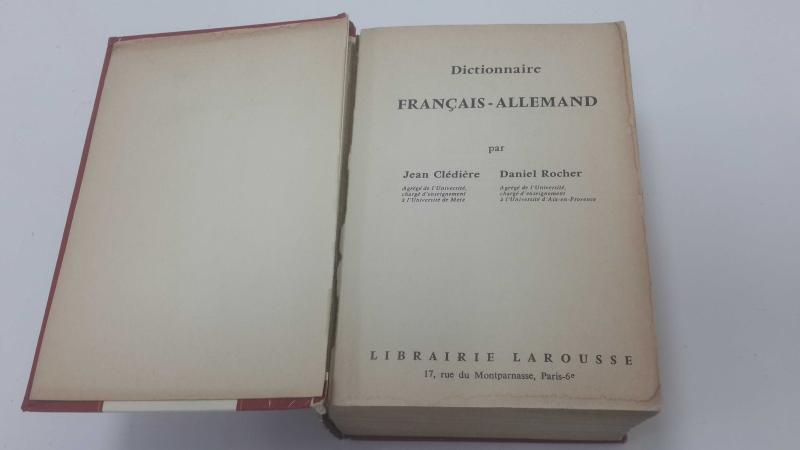 Dictionnaire
FRANÇAIS-ALLEMAND
par
Jean Clédière
Agrégé de l'Université,
chargé d'enseignement
à l'Université de Metz
Daniel Rocher
Agrégé de l'Université,
chargé d'enseignement
à l'Université d'Aix-en-Provence
LIBRAIRIE LAROUSSE
17, rue du Montparnasse, Paris-6e